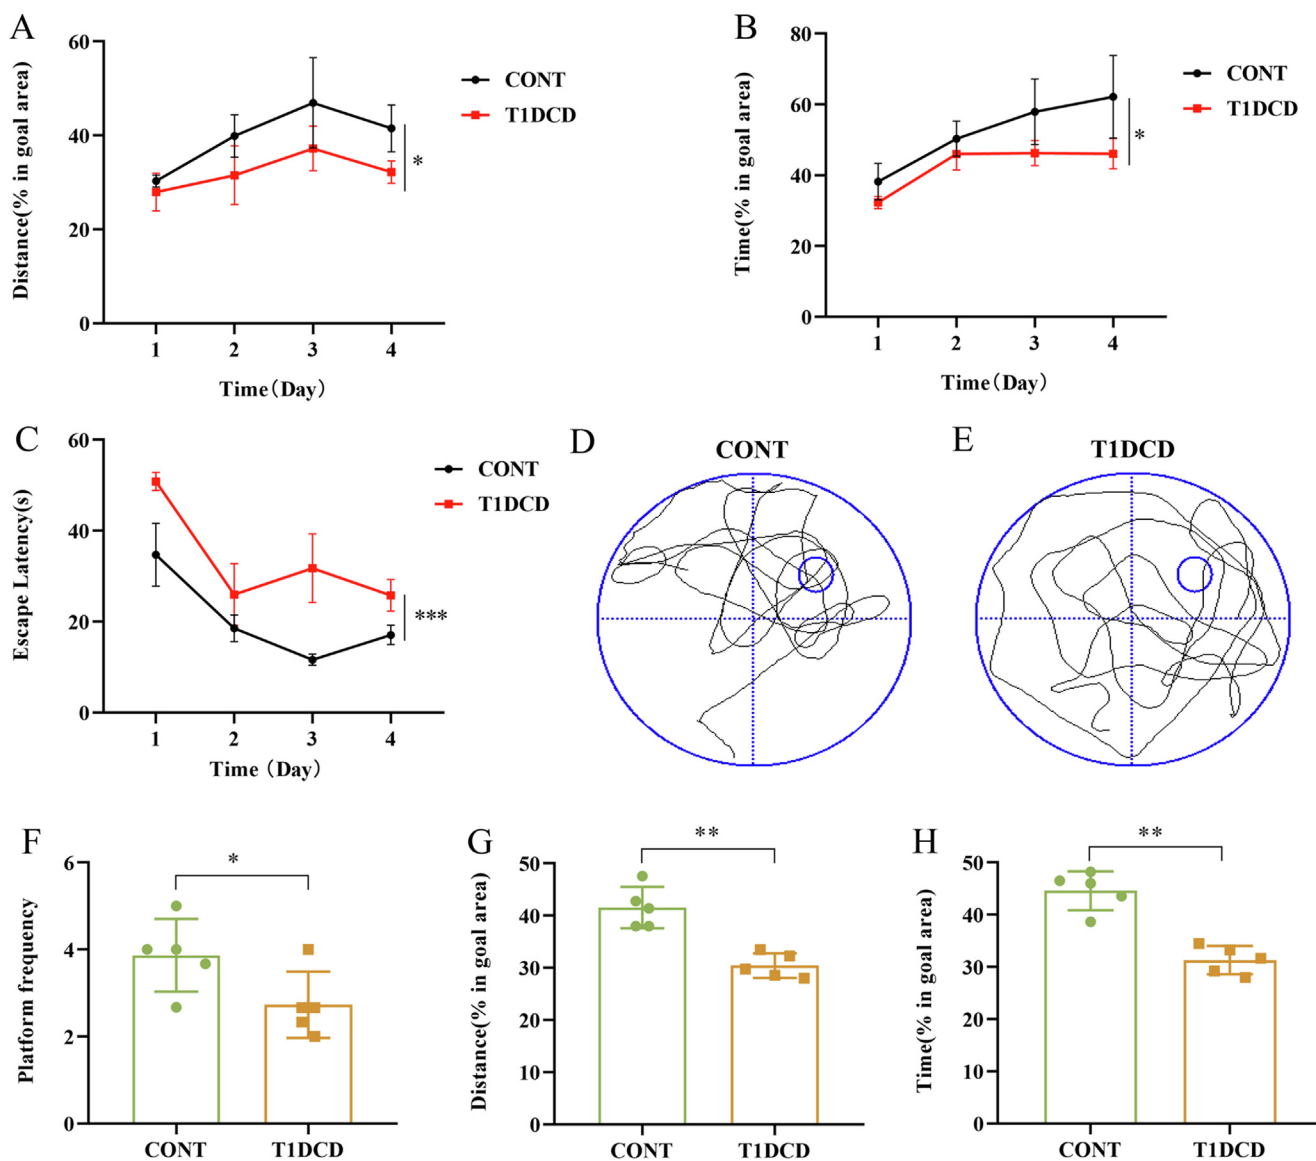 A
Distance(% in goal area)
60
40
20
0
1 2 3 4
Time(Day)
CONT
T1DCD
*
B
Time(% in goal area)
80
60
40
20
0
1 2 3 4
Time(Day)
CONT
T1DCD
*
C
Escape Latency(s)
60
40
20
0
1 2 3 4
Time (Day)
CONT
T1DCD
***
D
CONT
E
T1DCD
F
Platform frequency
6
4
2
0
CONT T1DCD
*
G
Distance(% in goal area)
50
40
30
20
10
0
CONT T1DCD
**
H
Time(% in goal area)
50
40
30
20
10
0
CONT T1DCD
**